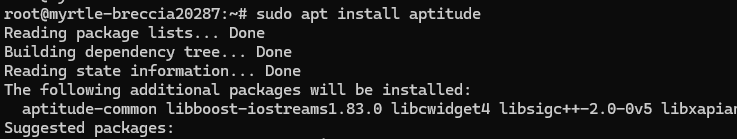 root@myrtle-breccia20287:~# sudo apt install aptitude
Reading package lists... Done
Building dependency tree... Done
Reading state information... Done
The following additional packages will be installed:
  aptitude-common libboost-iostreams1.83.0 libcwidget4 libsigc++-2.0-0v5 libxapian
Suggested packages: